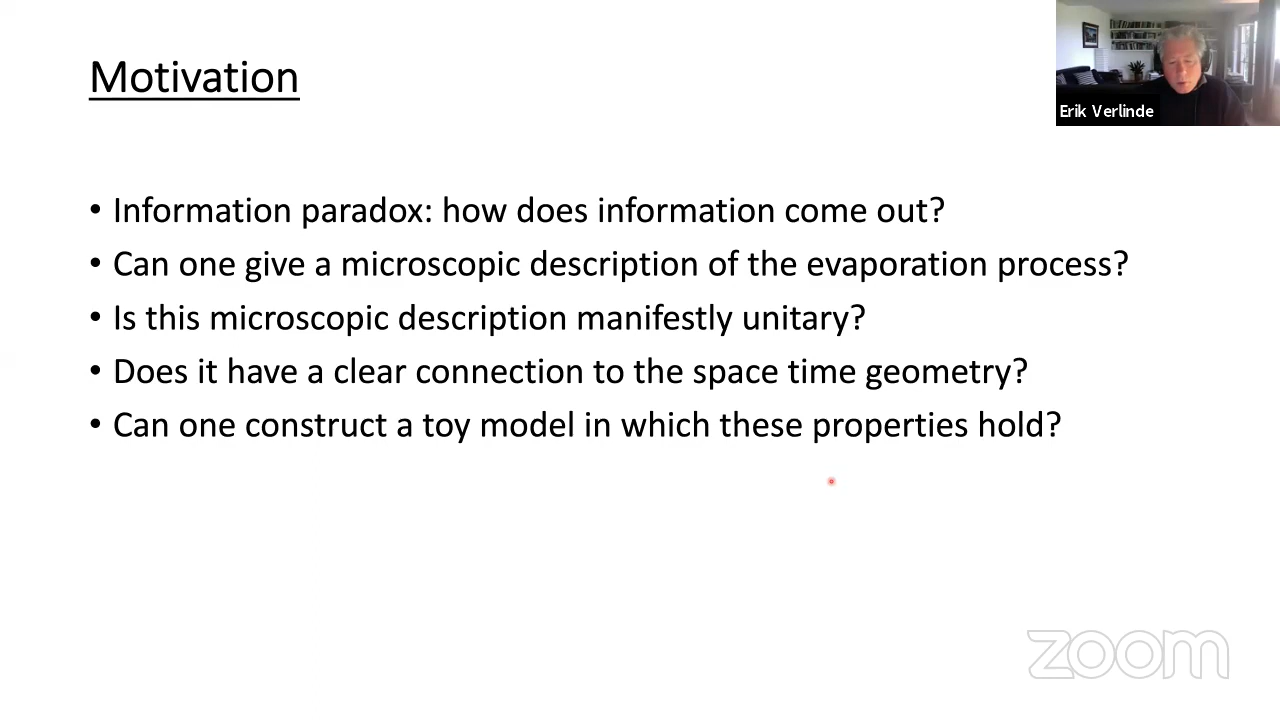 Motivation
Erik Verlinde
• Information paradox: how does information come out?
• Can one give a microscopic description of the evaporation process?
• Is this microscopic description manifestly unitary?
• Does it have a clear connection to the space time geometry?
• Can one construct a toy model in which these properties hold?
zoom